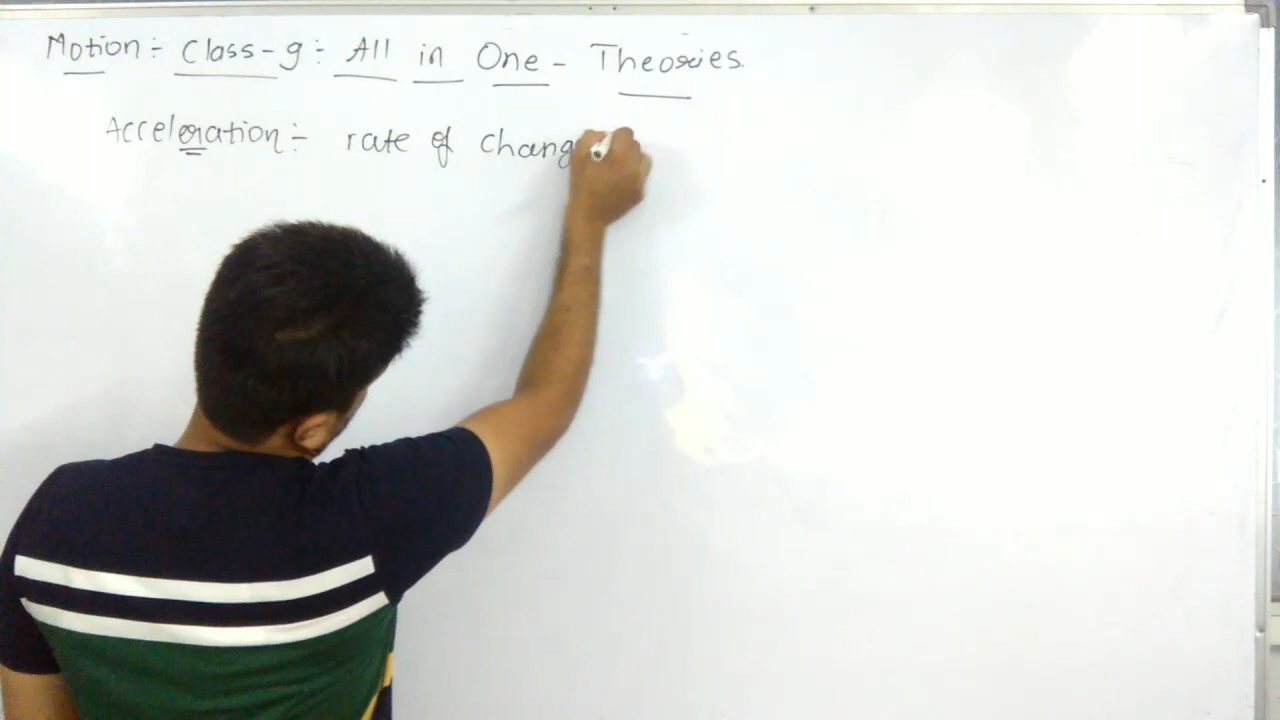 Motion :- Class-9 :- All in One - Theories.
Acceleration :- rate of chang